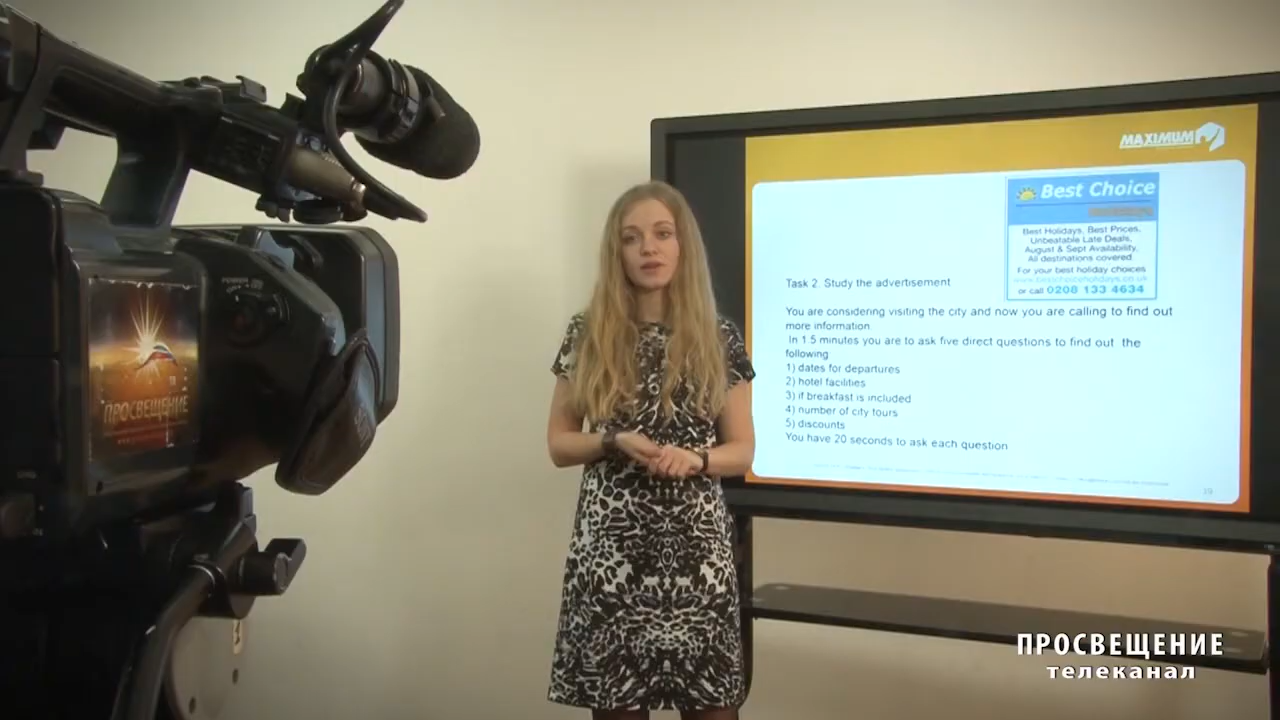 MAXIMUM
Best Choice
Best Holidays, Best Prices,
Unbeatable Late Deals,
August & Sept Availability,
All destinations covered.
For your best holiday choices
or call 0208 133 4634
Task 2. Study the advertisement
You are considering visiting the city and now you are calling to find out
more information
In 1 5 minutes you are to ask five direct questions to find out the
following
1) dates for departures
2) hotel facilities
3) if breakfast is included
4) number of city tours
5) discounts
You have 20 seconds to ask each question
19
ПРОСВЕЩЕНИЕ
ПРОСВЕЩЕНИЕ
телеканал